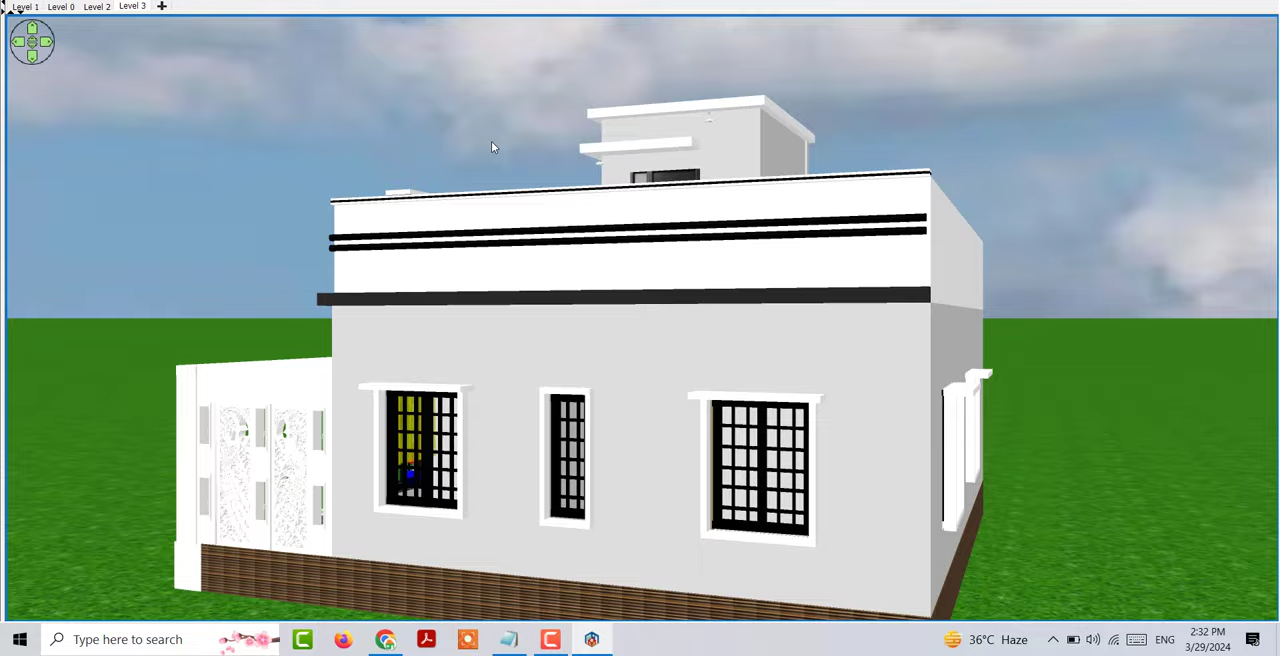 Level 1 Level 0 Level 2 Level 3
Type here to search
36°C Haze
ENG
2:32 PM
3/29/2024